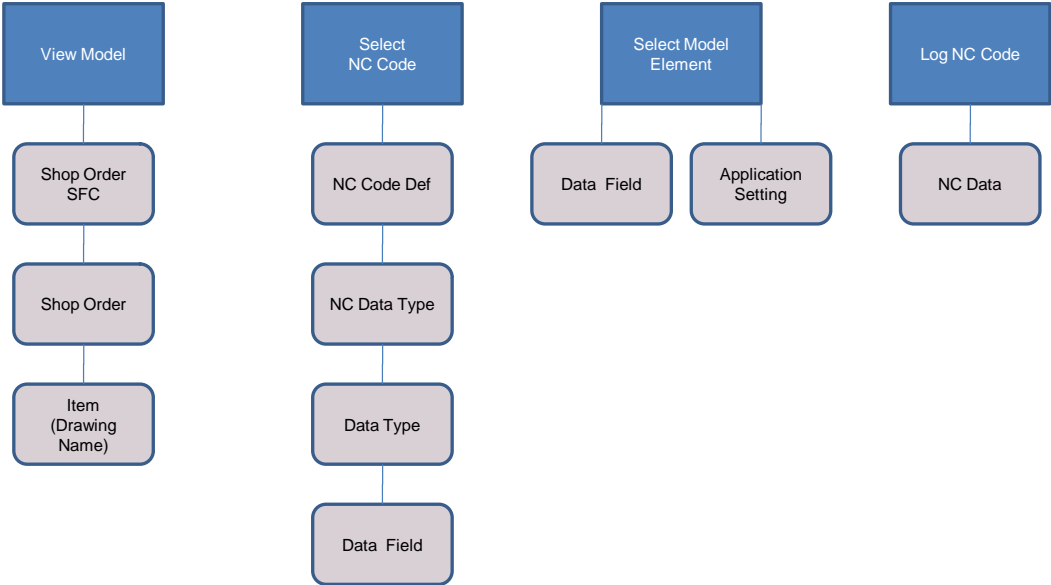 View Model
Shop Order
SFC
Shop Order
Item
(Drawing
Name)
Select
NC Code
NC Code Def
NC Data Type
Data Type
Data Field
Select Model
Element
Data Field
Application
Setting
Log NC Code
NC Data